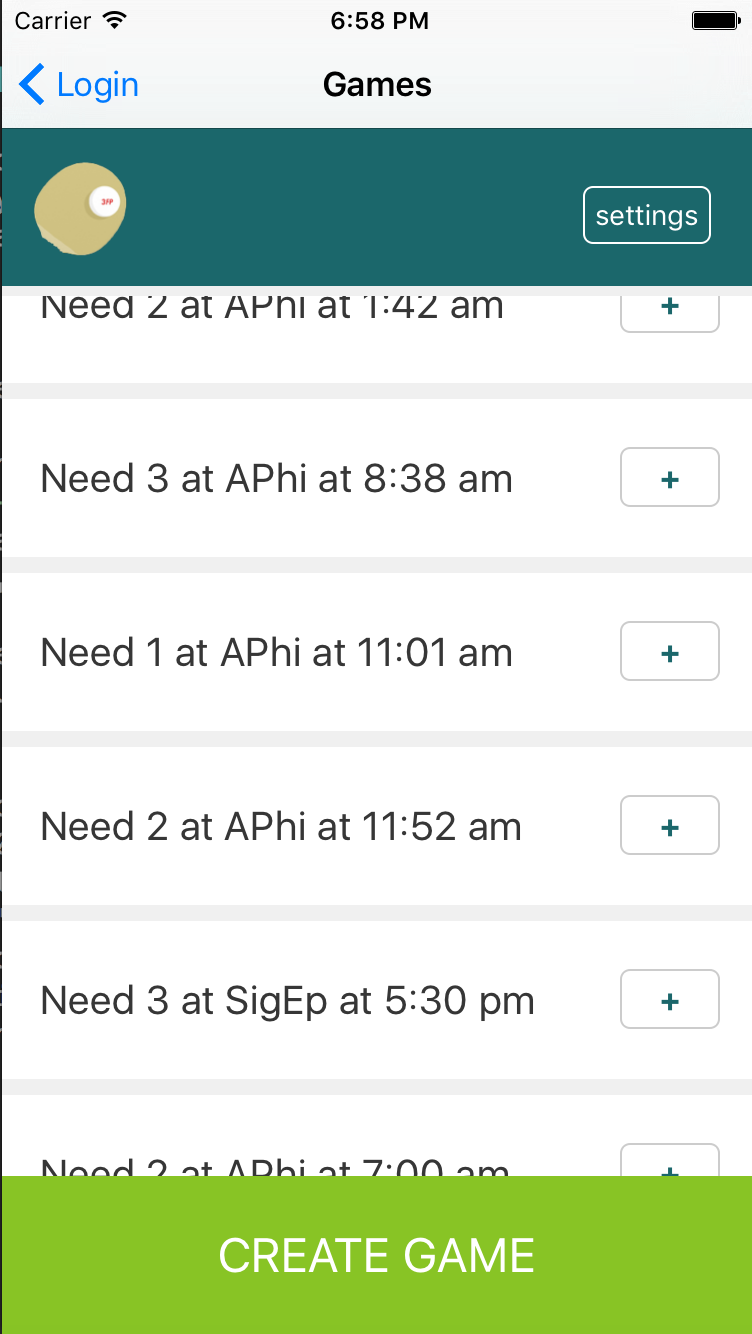 Carrier 6:58 PM
Login Games
3FP
settings
Need 2 at APhi at 1:42 am +
Need 3 at APhi at 8:38 am +
Need 1 at APhi at 11:01 am +
Need 2 at APhi at 11:52 am +
Need 3 at SigEp at 5:30 pm +
Need 2 at APhi at 7:00 am +
CREATE GAME